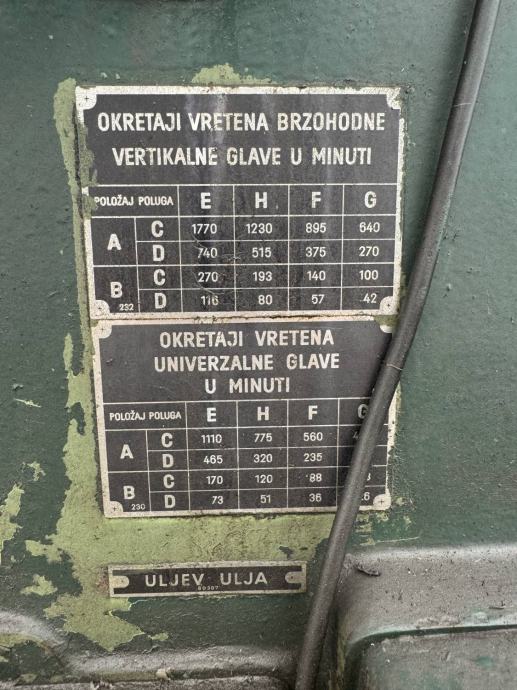 OKRETAJI VRETENA BRZOHODNE
VERTIKALNE GLAVE U MINUTI
POLOŽAJ POLUGA E H F G
A C 1770 1230 895 640
D 740 515 375 270
B C 270 193 140 100
232 D 116 80 57 42
OKRETAJI VRETENA
UNIVERZALNE GLAVE
U MINUTI
POLOŽAJ POLUGA E H F G
A C 1110 775 560
D 465 320 235
B C 170 120 88
230 D 73 51 36
ULJEV ULJA